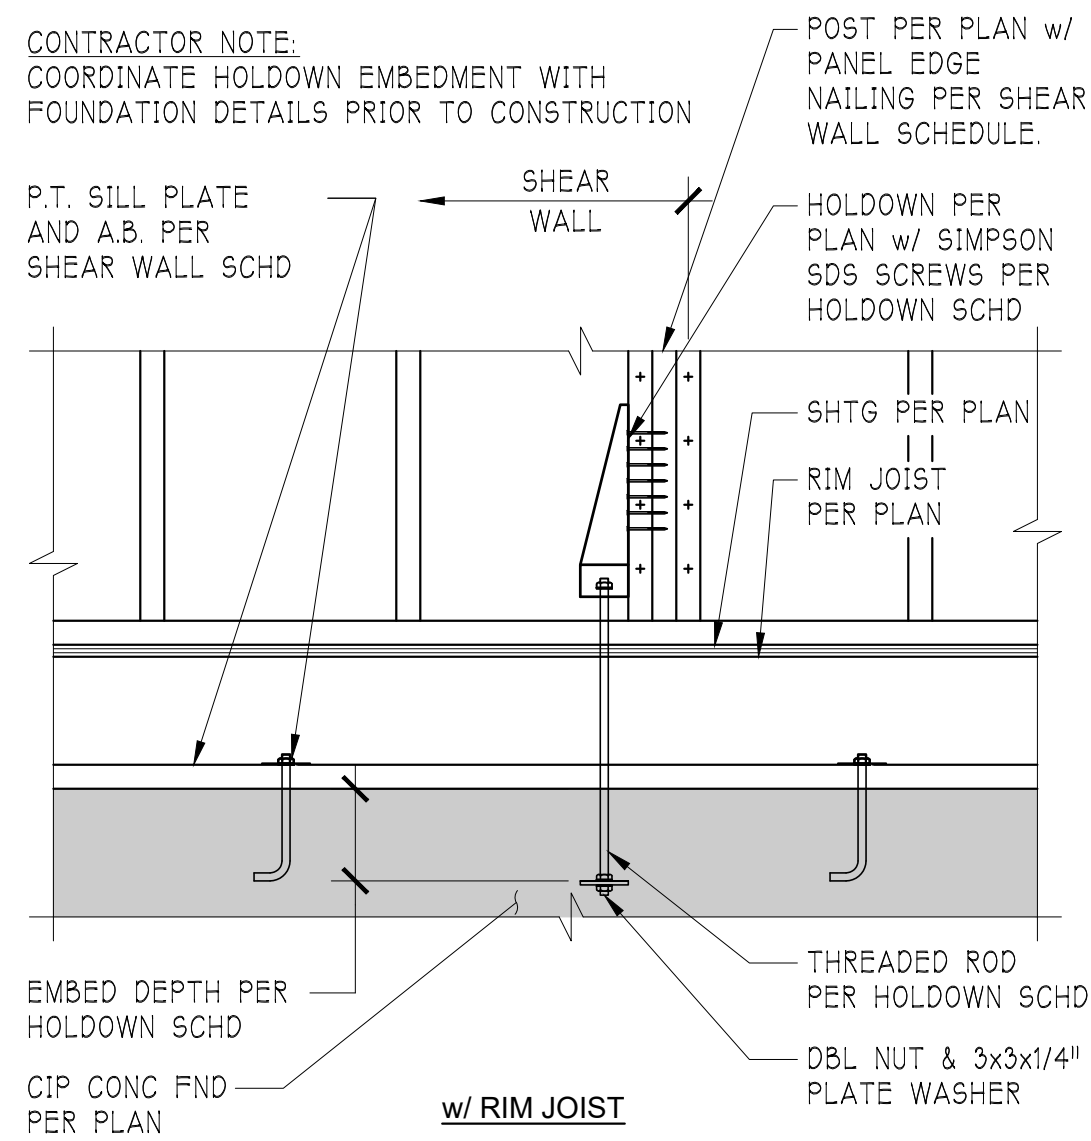 CONTRACTOR NOTE:
COORDINATE HOLDOWN EMBEDMENT WITH
FOUNDATION DETAILS PRIOR TO CONSTRUCTION
POST PER PLAN w/
PANEL EDGE
NAILING PER SHEAR
WALL SCHEDULE.
P.T. SILL PLATE
AND A.B. PER
SHEAR WALL SCHD
SHEAR
WALL
HOLDOWN PER
PLAN w/ SIMPSON
SDS SCREWS PER
HOLDOWN SCHD
SHTG PER PLAN
RIM JOIST
PER PLAN
EMBED DEPTH PER
HOLDOWN SCHD
THREADED ROD
PER HOLDOWN SCHD
CIP CONC FND
PER PLAN
DBL NUT & 3x3x1/4"
PLATE WASHER
w/ RIM JOIST